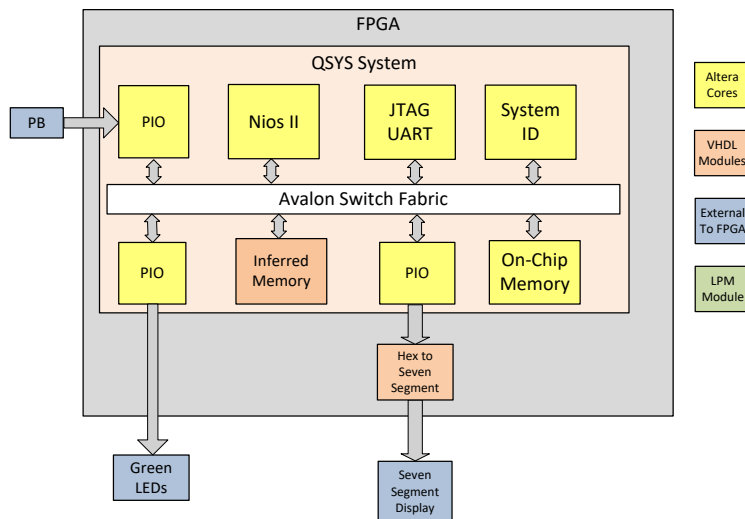 FPGA
QSYS System
PB
PIO
Nios II
JTAG
UART
System
ID
Avalon Switch Fabric
PIO
Inferred
Memory
PIO
On-Chip
Memory
Hex to
Seven
Segment
Green
LEDs
Seven
Segment
Display
Altera
Cores
VHDL
Modules
External
To FPGA
LPM
Module